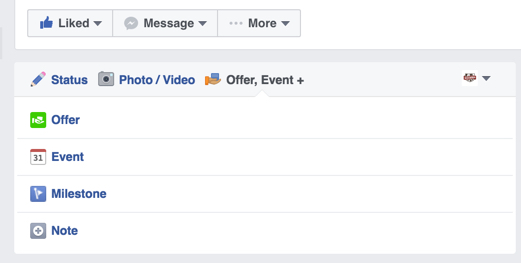 Liked Message More
Status Photo / Video Offer, Event +
Offer
31 Event
Milestone
Note